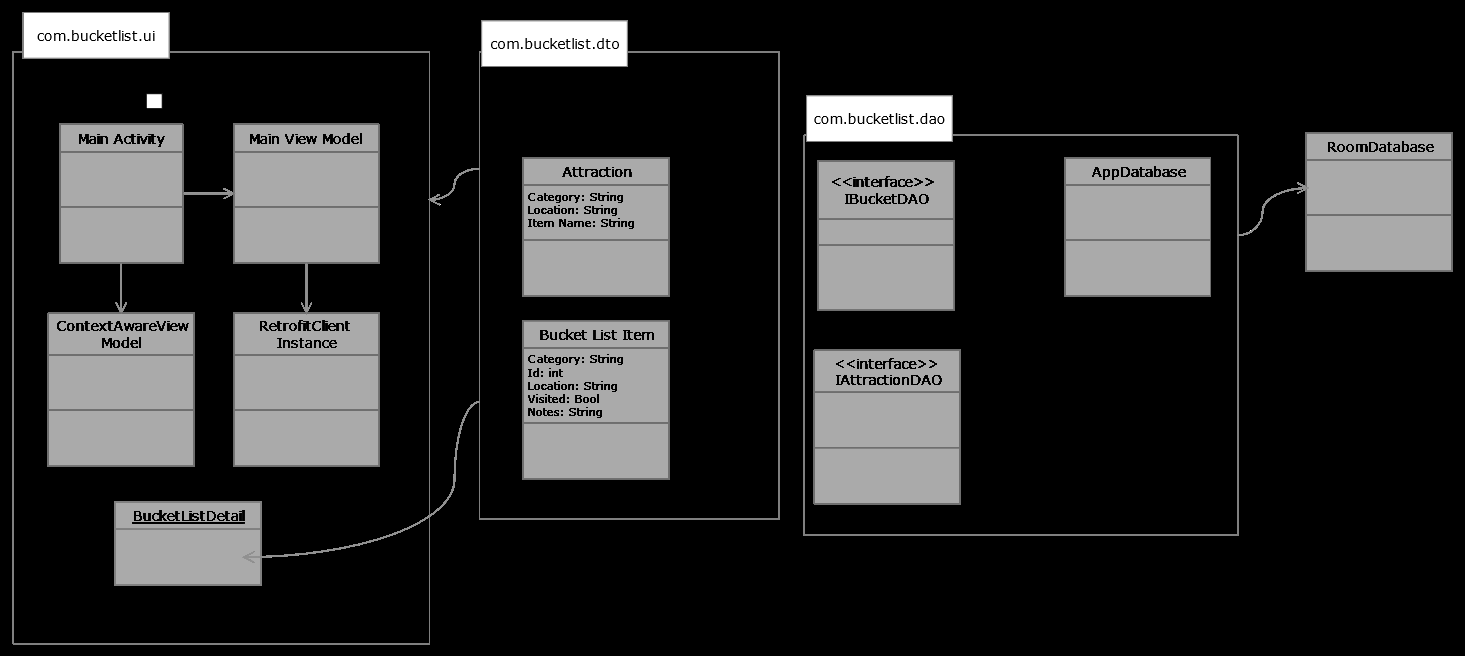 com.bucketlist.ui
Main Activity
Main View Model
ContextAwareView
Model
RetrofitClient
Instance
BucketListDetail
com.bucketlist.dto
Attraction
Category: String
Location: String
Item Name: String
Bucket List Item
Category: String
Id: int
Location: String
Visited: Bool
Notes: String
com.bucketlist.dao
<<interface>>
IBucketDAO
AppDatabase
<<interface>>
IAttractionDAO
RoomDatabase